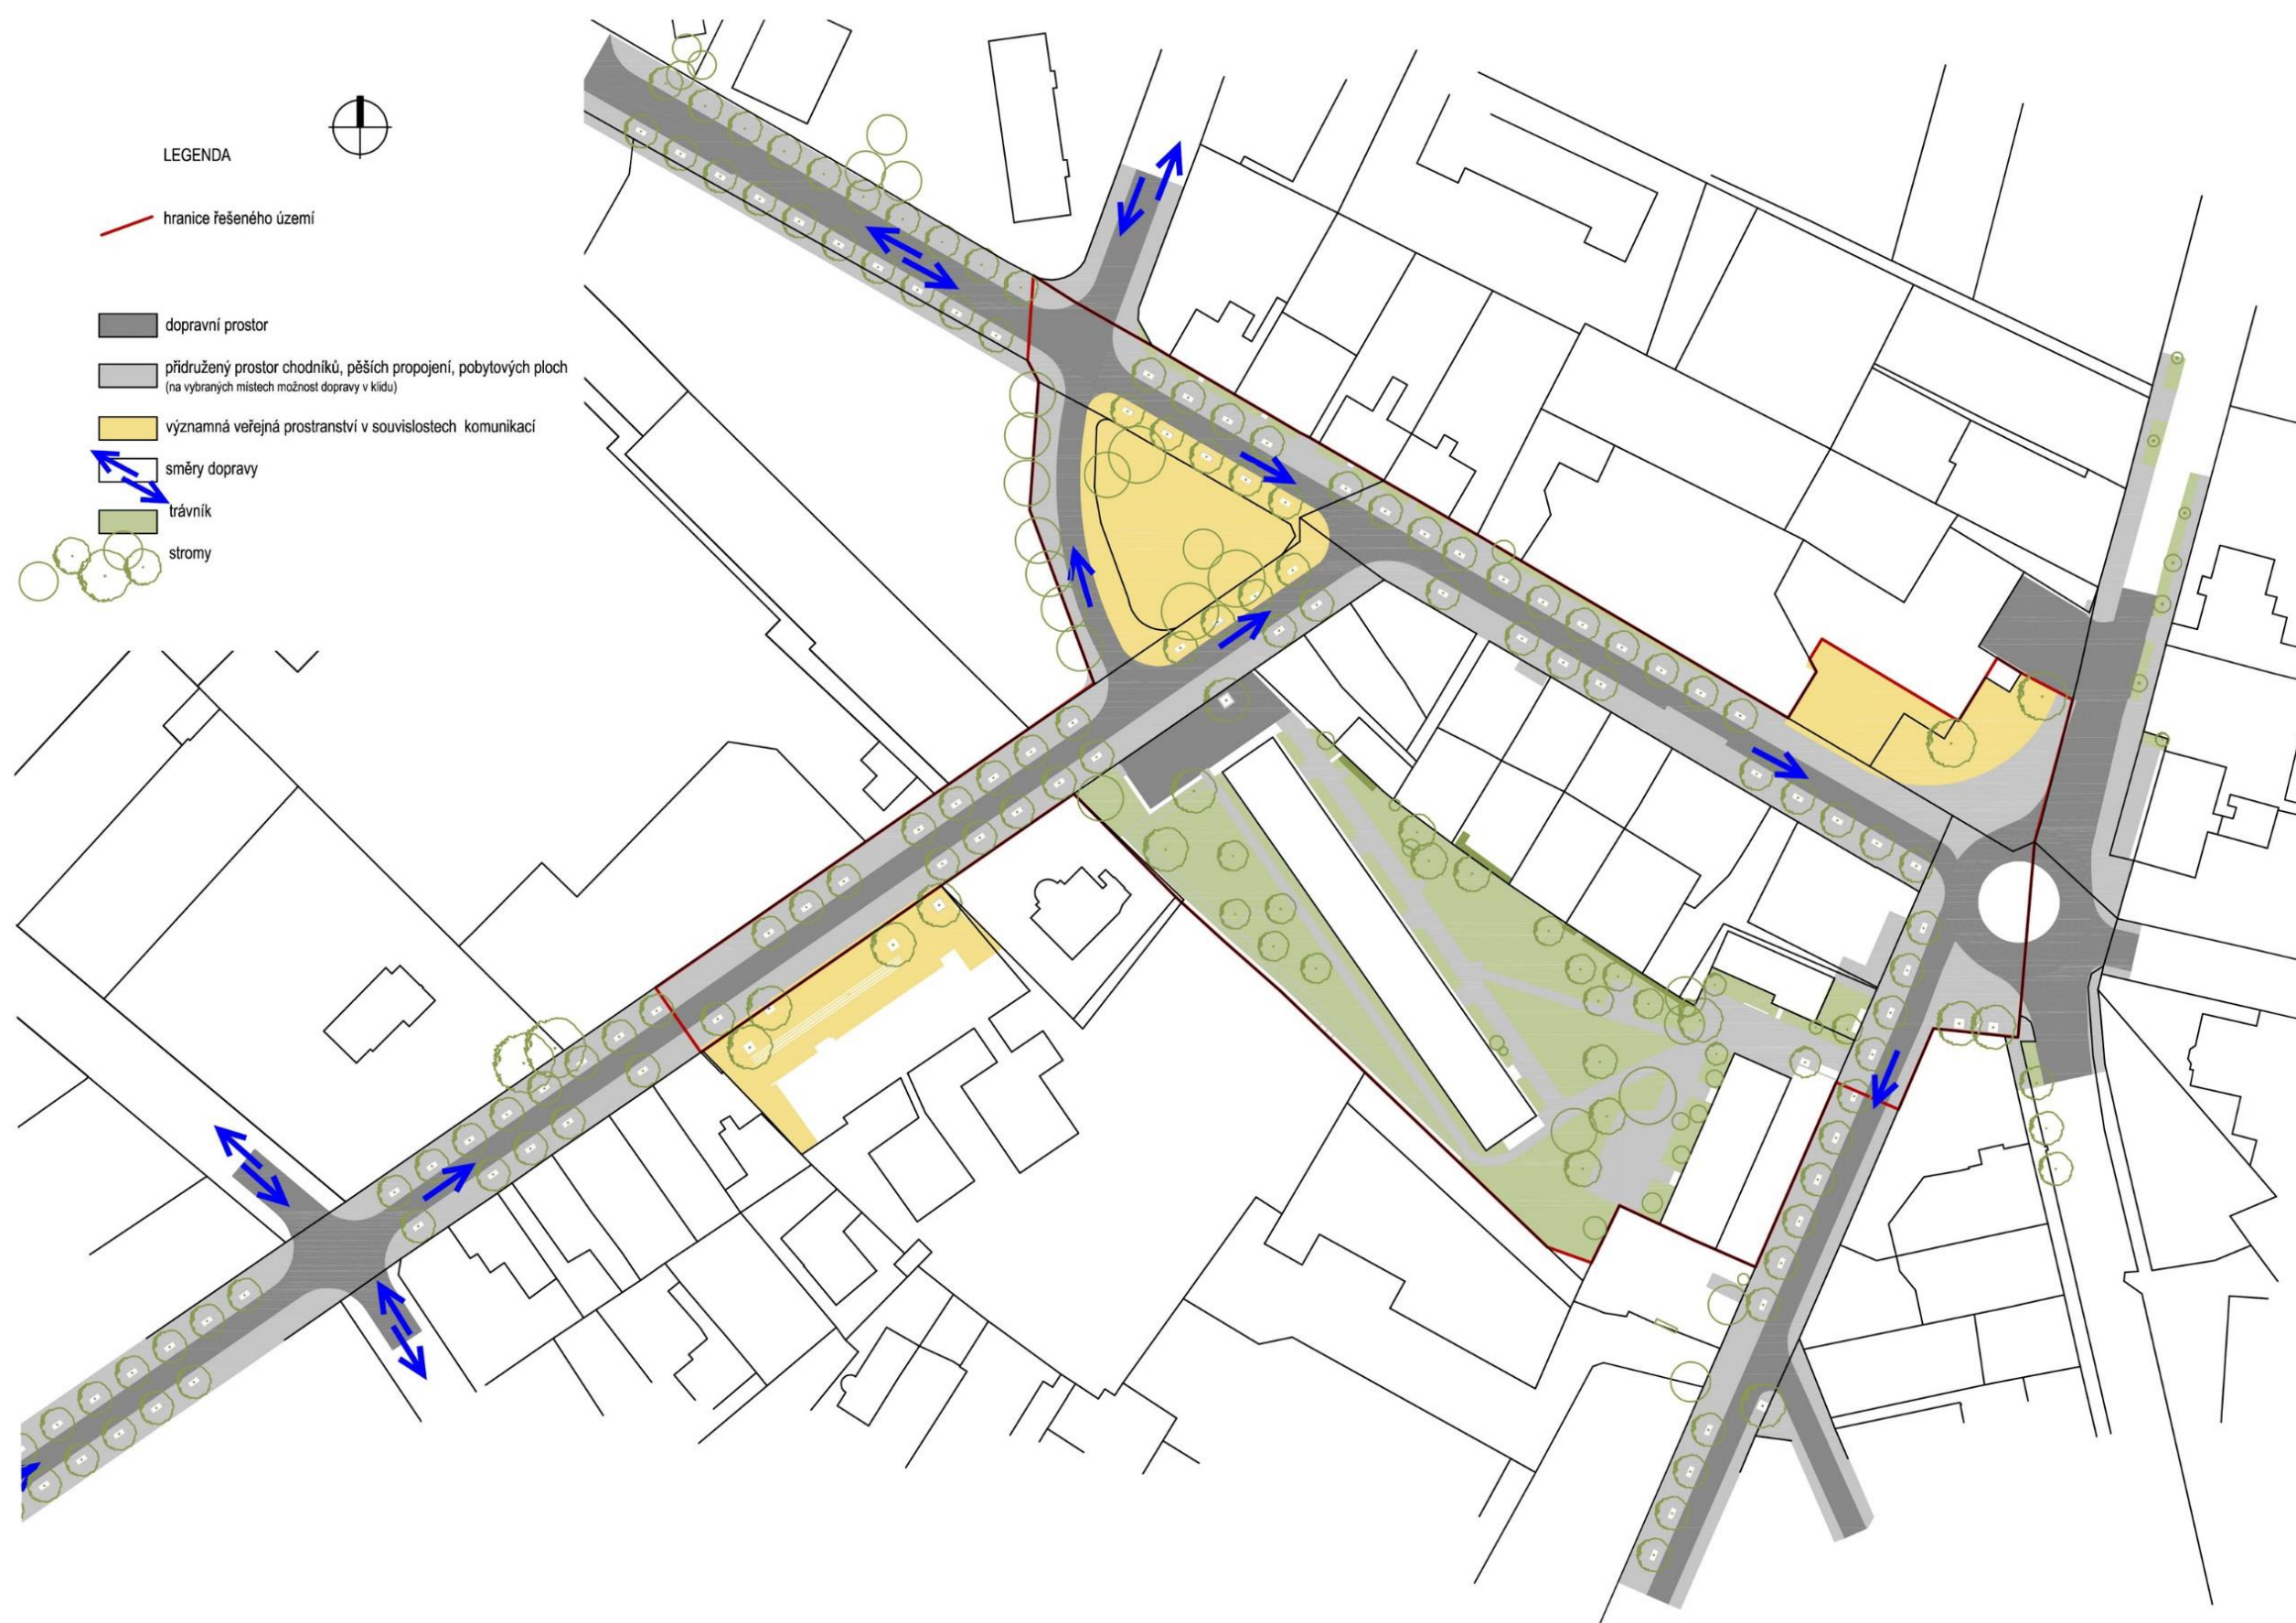 LEGENDA
hranice řešeného území
dopravní prostor
přidružený prostor chodníků, pěších propojení, pobytových ploch
(na vybraných místech možnost dopravy v klidu)
významná veřejná prostranství v souvislostech komunikací
směry dopravy
trávník
stromy